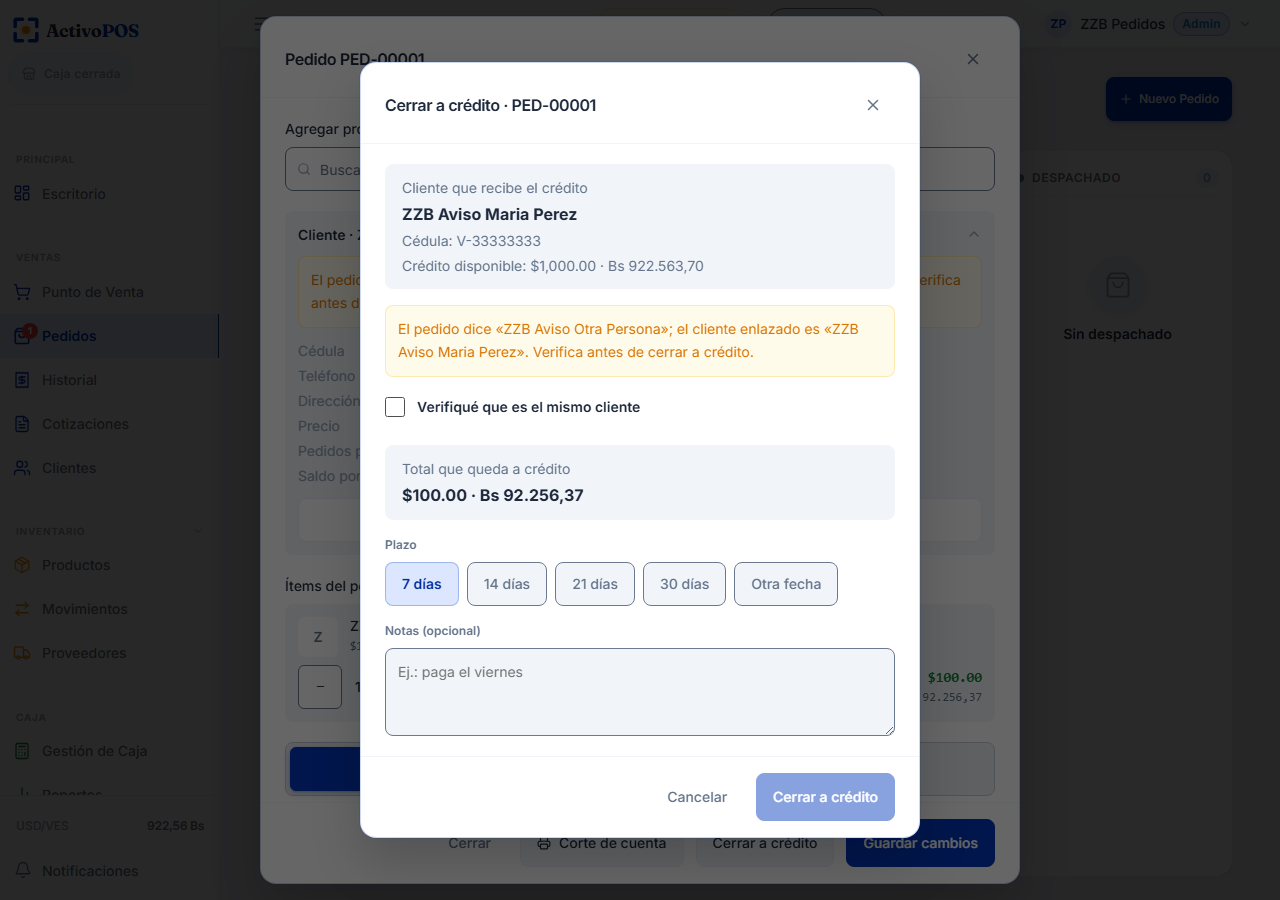 ActivoPOS
Caja cerrada
PRINCIPAL
Escritorio
VENTAS
Punto de Venta
1
Pedidos
Historial
Cotizaciones
Clientes
INVENTARIO
Productos
Movimientos
Proveedores
CAJA
Gestión de Caja
Reportes
USD/VES 922,56 Bs
Notificaciones
ZP ZZB Pedidos Admin
Nuevo Pedido
DESPACHADO 0
Sin despachado
Pedido PED-00001
Agregar pro
Busca
Cliente · Z
El pedic
antes d
erifica
Cédula
Teléfono
Dirección
Precio
Pedidos p
Saldo por
Ítems del pe
Z
Z
$1
−
1
$100.00
92.256,37
Cerrar
Corte de cuenta
Cerrar a crédito
Guardar cambios
Cerrar a crédito · PED-00001
Cliente que recibe el crédito
ZZB Aviso Maria Perez
Cédula: V-33333333
Crédito disponible: $1,000.00 · Bs 922.563,70
El pedido dice «ZZB Aviso Otra Persona»; el cliente enlazado es «ZZB
Aviso Maria Perez». Verifica antes de cerrar a crédito.
Verifiqué que es el mismo cliente
Total que queda a crédito
$100.00 · Bs 92.256,37
Plazo
7 días
14 días
21 días
30 días
Otra fecha
Notas (opcional)
Ej.: paga el viernes
Cancelar
Cerrar a crédito